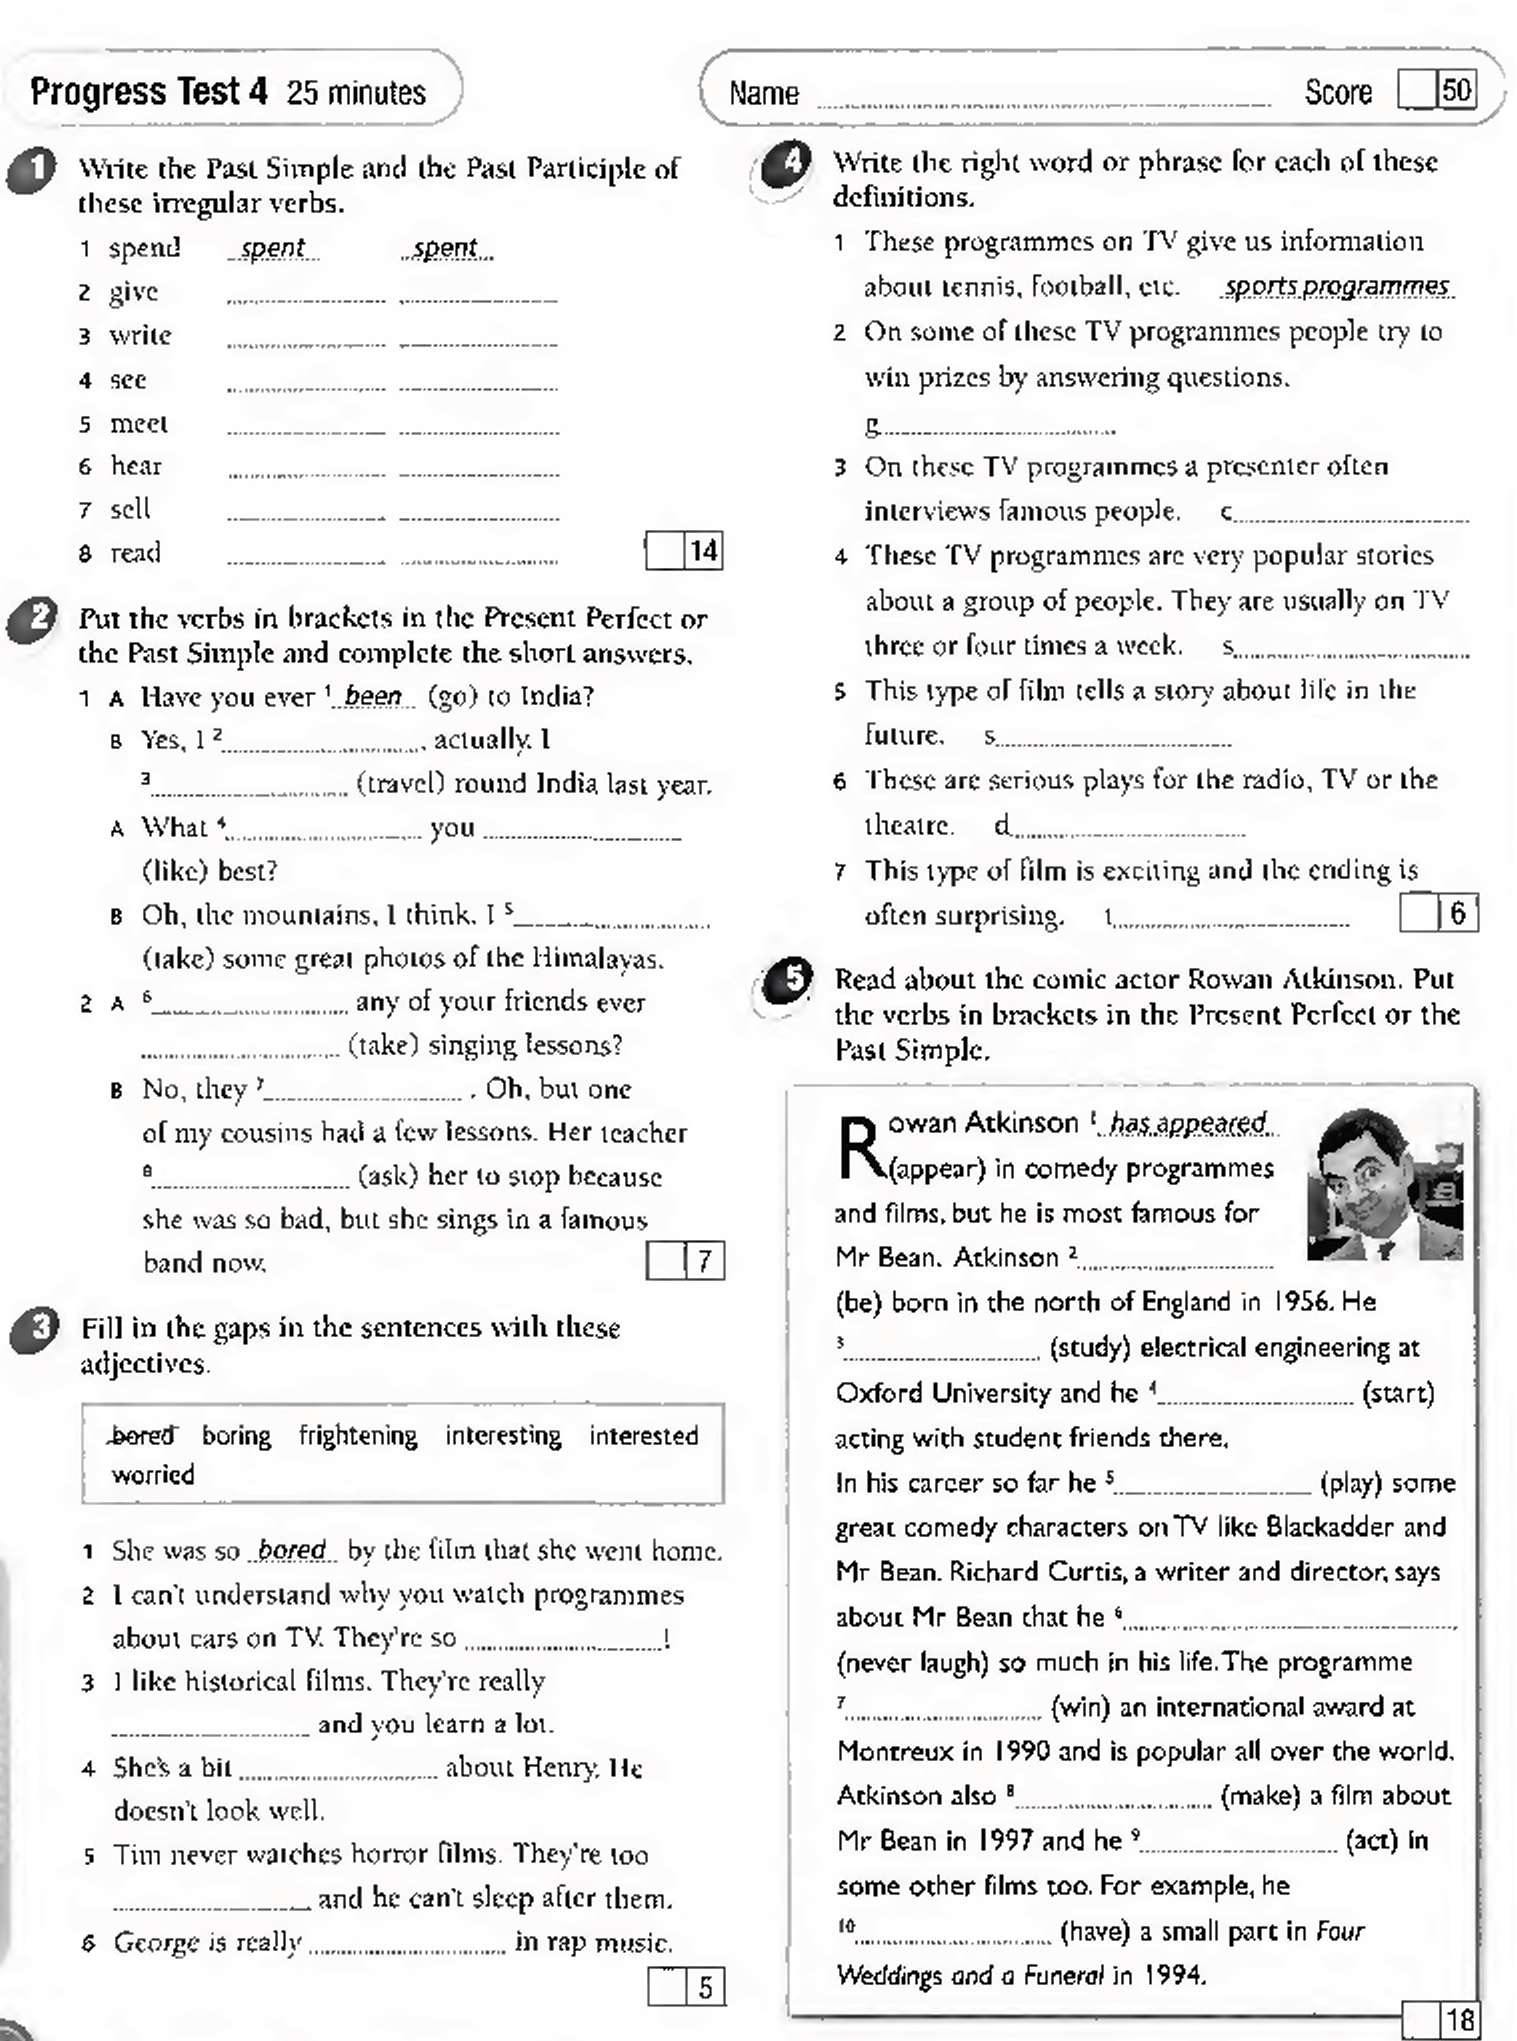 Progress Test 4 25 minutes
Name
Score 50
1 Write the Past Simple and the Past Participle of
these irregular verbs.
1 spend spent spent
2 give
3 write
4 see
5 meet
6 hear
7 sell
8 read
14
2 Put the verbs in brackets in the Present Perfect or
the Past Simple and complete the short answers.
1 A Have you ever 1 been (go) to India?
B Yes, I 2 , actually. I
3 (travel) round India last year.
A What 4 you
(like) best?
B Oh, the mountains, I think. I 5
(take) some great photos of the Himalayas.
2 A 6 any of your friends ever
(take) singing lessons?
B No, they 7 . Oh, but one
of my cousins had a few lessons. Her teacher
8 (ask) her to stop because
she was so bad, but she sings in a famous
band now.
7
3 Fill in the gaps in the sentences with these
adjectives.
bored boring frightening interesting interested
worried
1 She was so bored by the film that she went home.
2 I can't understand why you watch programmes
about cars on TV. They're so !
3 I like historical films. They're really
and you learn a lot.
4 She's a bit about Henry. He
doesn't look well.
5 Tim never watches horror films. They're too
and he can't sleep after them.
6 George is really in rap music.
5
4 Write the right word or phrase for each of these
definitions.
1 These programmes on TV give us information
about tennis, football, etc. sports programmes
2 On some of these TV programmes people try to
win prizes by answering questions.
g
3 On these TV programmes a presenter often
interviews famous people. c
4 These TV programmes are very popular stories
about a group of people. They are usually on TV
three or four times a week. s
5 This type of film tells a story about life in the
future. s
6 These are serious plays for the radio, TV or the
theatre. d
7 This type of film is exciting and the ending is
often surprising. t
6
5 Read about the comic actor Rowan Atkinson. Put
the verbs in brackets in the Present Perfect or the
Past Simple.
Rowan Atkinson 1 has appeared
(appear) in comedy programmes
and films, but he is most famous for
Mr Bean. Atkinson 2
(be) born in the north of England in 1956. He
3 (study) electrical engineering at
Oxford University and he 4 (start)
acting with student friends there.
In his career so far he 5 (play) some
great comedy characters on TV like Blackadder and
Mr Bean. Richard Curtis, a writer and director, says
about Mr Bean that he 6
(never laugh) so much in his life. The programme
7 (win) an international award at
Montreux in 1990 and is popular all over the world.
Atkinson also 8 (make) a film about
Mr Bean in 1997 and he 9 (act) in
some other films too. For example, he
10 (have) a small part in Four
Weddings and a Funeral in 1994.
18